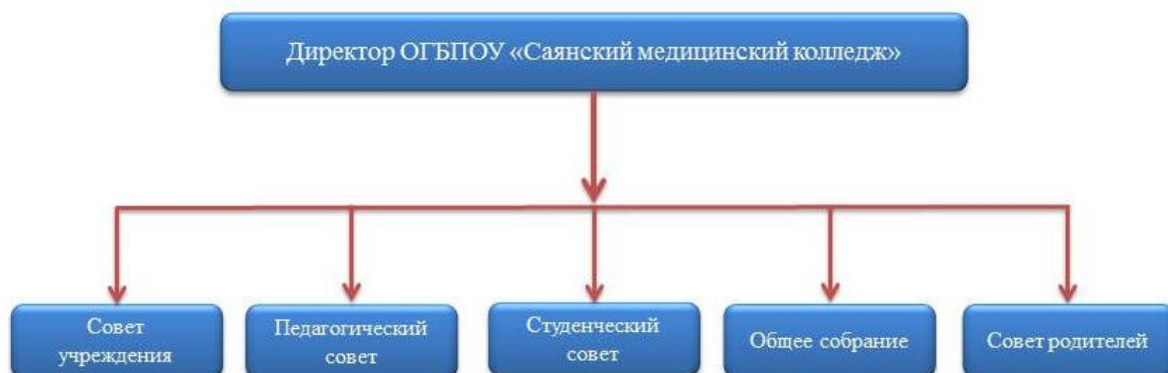 Директор ОГБПОУ «Саянский медицинский колледж»
Совет
учреждения
Педагогический
совет
Студенческий
совет
Общее собрание
Совет родителей